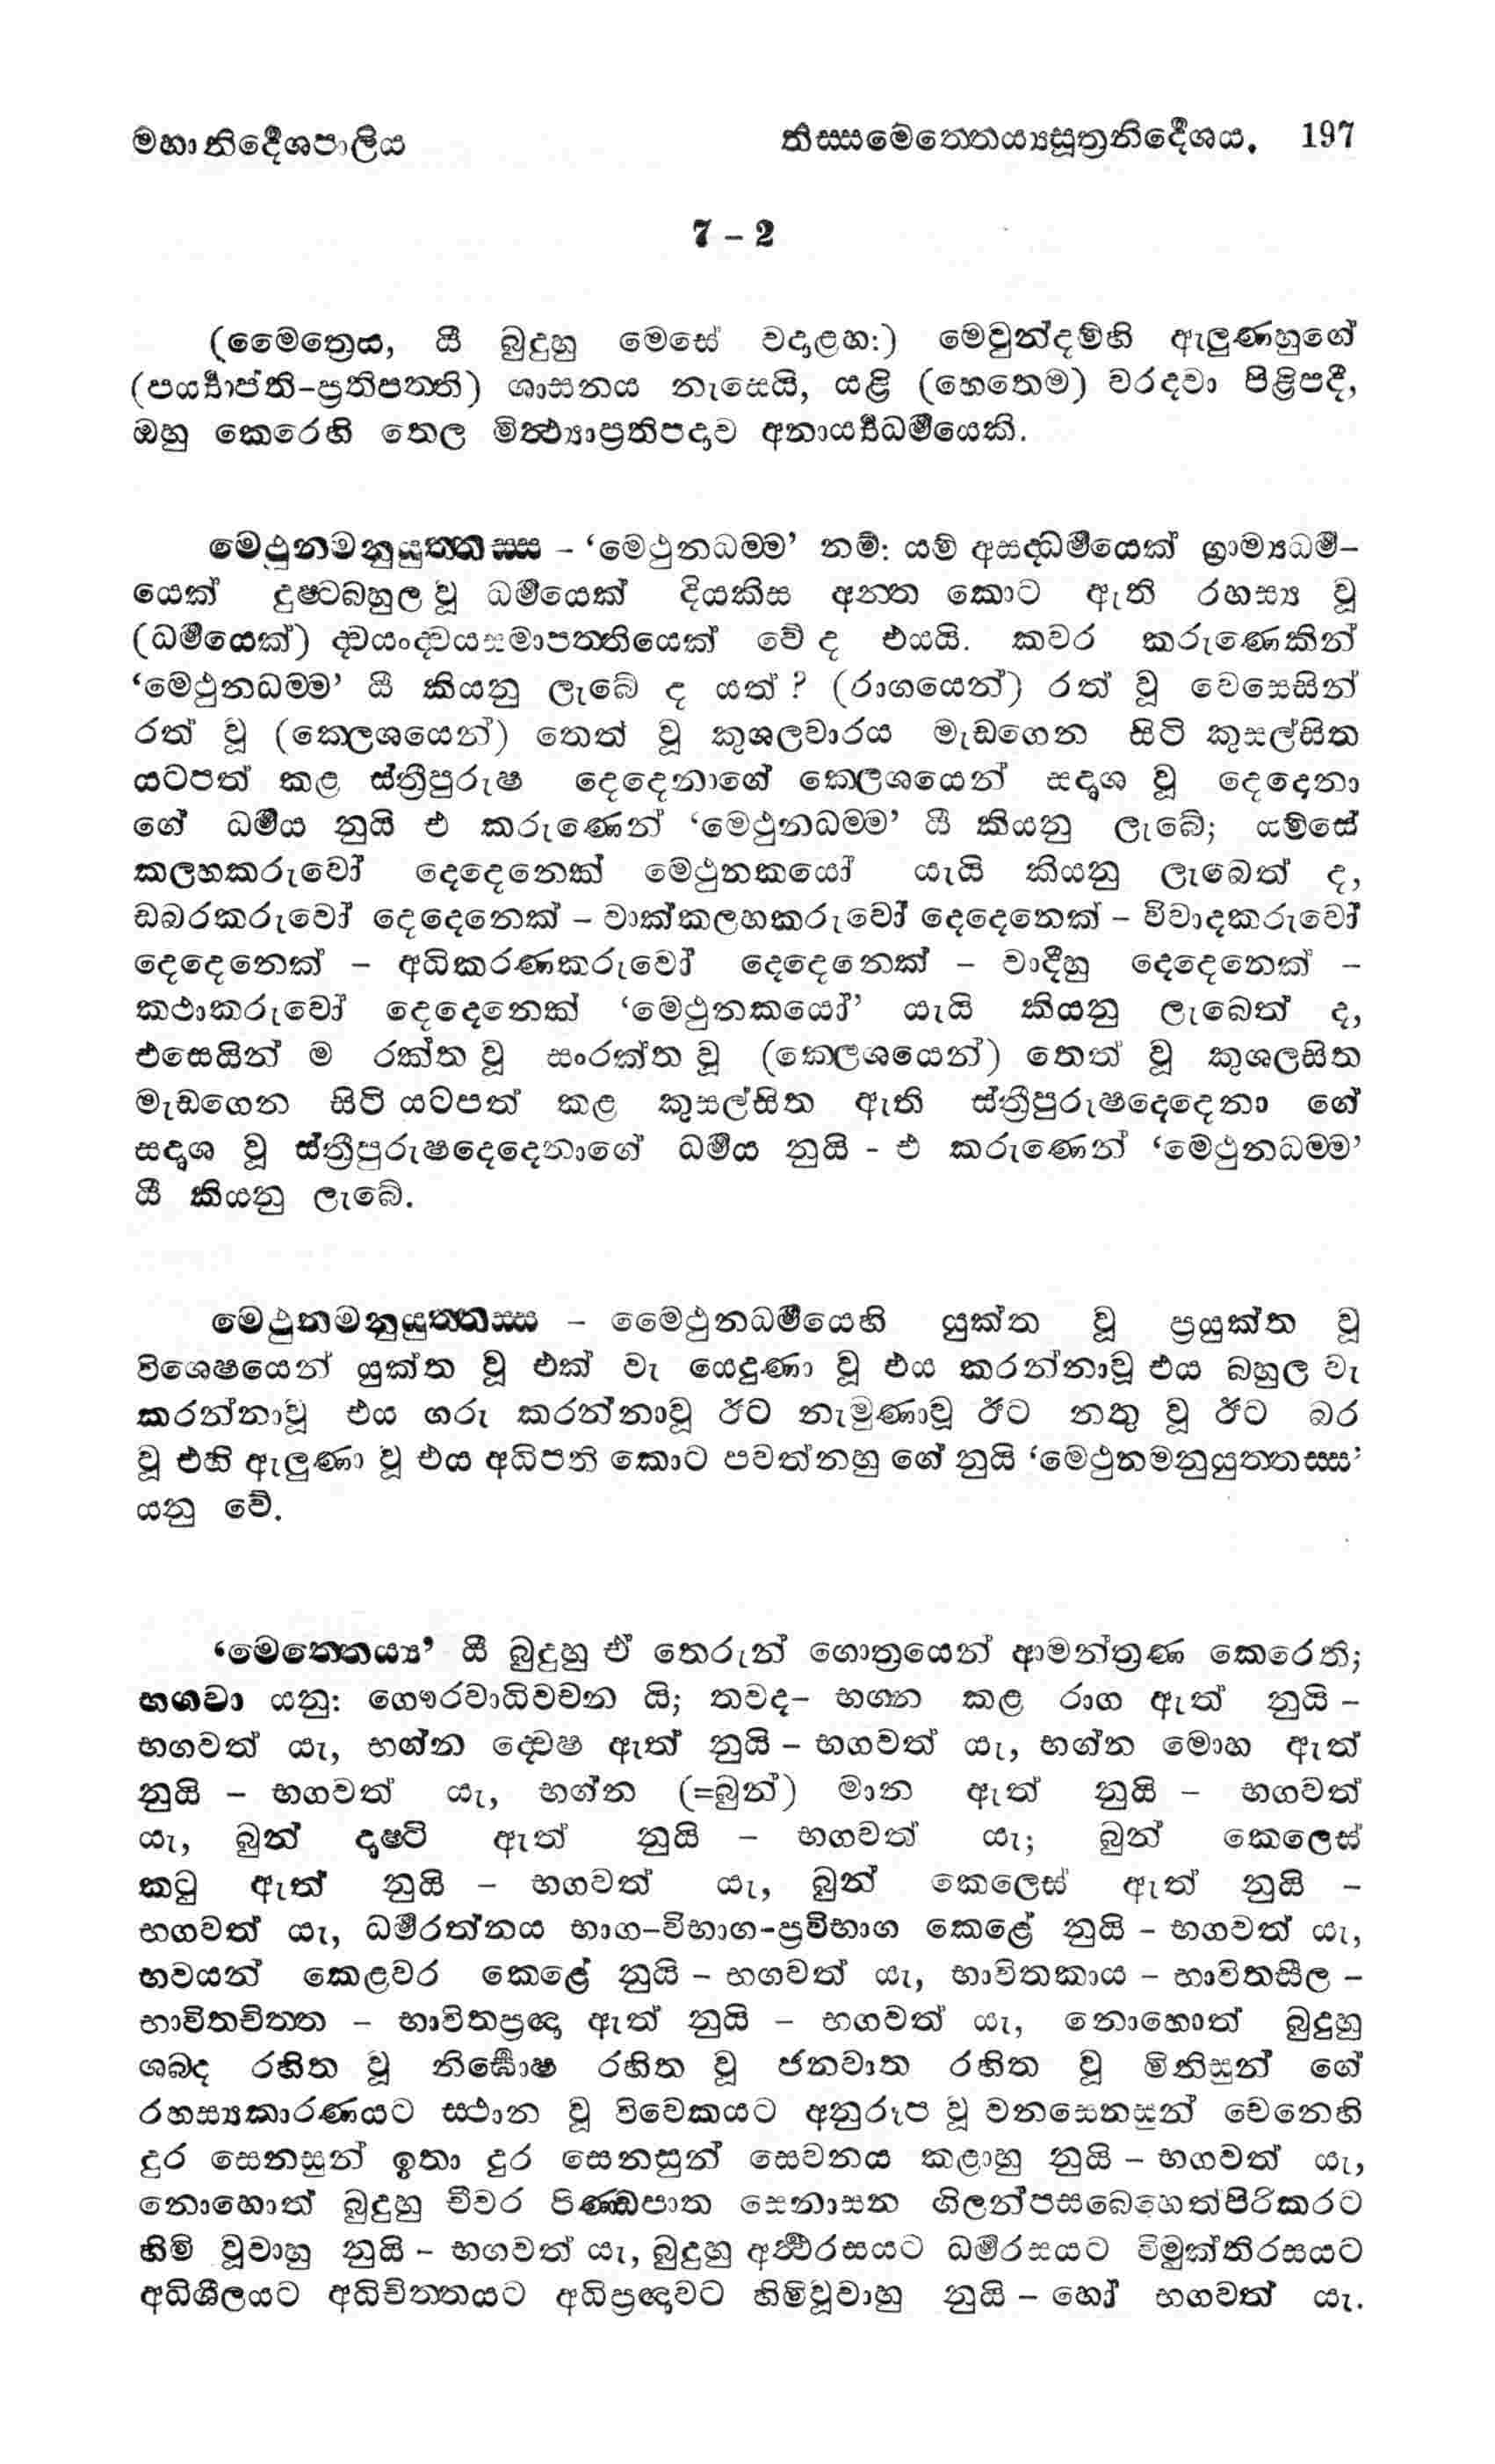 මහා නිර්‍දේශපාලිය
තිස්සමෙත්තෙය්‍යසූත්‍රනිර්‍දේශය. 197
7 – 2
(මෛත්‍රෙය, යී බුදුහු මෙසේ වදළහ:) මෙවුන්දම්හි ඇලුණහුගේ
(පර්‍ය්‍යාප්ති–ප්‍රතිපත්ති) ශාසනය නැසෙයි, යළි (හෙතෙම) වරදවා පිළිපදී,
ඔහු කෙරෙහි තෙල මිත්‍ථ්‍යාප්‍රතිපදව අනාර්‍ය්‍යධර්‍මයෙකි.
මෙථුනමනුයුත්තස්ස – ‘මෙථුනධම්ම’ නම්: යම් අසද්ධර්‍මයෙක් ග්‍රාම්‍යධර්‍ම–
යෙක් දුෂ්ටබහුල වූ ධර්‍මයෙක් දියකිස අන්ත කොට ඇති රහස්‍ය වූ
(ධර්‍මයෙක්) ද්වයංද්වයසමාපත්තියෙක් වේ ද එයයි. කවර කරුණෙකින්
‘මෙථුනධම්ම’ යී කියනු ලැබේ ද යත් ? (රාගයෙන්) රත් වූ වෙසෙසින්
රත් වූ (ක්ලෙශයෙන්) තෙත් වූ කුශලවාරය මැඩගෙන සිටි කුසල්සිත
යටපත් කළ ස්ත්‍රීපුරුෂ දෙදෙනාගේ ක්ලෙශයෙන් සදෘශ වූ දෙදෙනා
ගේ ධර්‍මය නුයි එ කරුණෙන් ‘මෙථුනධම්ම’ යී කියනු ලැබේ; යම්සේ
කලහකරුවෝ දෙදෙනෙක් මෙථුනකයෝ යැයි කියනු ලැබෙත් ද,
ඩබරකරුවෝ දෙදෙනෙක් – වාක්කලහකරුවෝ දෙදෙනෙක් – විවාදකරුවෝ
දෙදෙනෙක් – අධිකරණකරුවෝ දෙදෙනෙක් – වාදීහු දෙදෙනෙක් –
කථාකරුවෝ දෙදෙනෙක් ‘මෙථුනකයෝ’ යැයි කියනු ලැබෙත් ද,
එසෙයින් ම රක්ත වූ සංරක්ත වූ (ක්ලෙශයෙන්) තෙත් වූ කුශලසිත
මැඩගෙන සිටි යටපත් කළ කුසල්සිත ඇති ස්ත්‍රීපුරුෂදෙදෙනා ගේ
සදෘශ වූ ස්ත්‍රීපුරුෂදෙදෙනාගේ ධර්‍මය නුයි - එ කරුණෙන් ‘මෙථුනධම්ම’
යී කියනු ලැබේ.
මෙථුනමනුයුත්තස්ස – මෛථුනධර්‍මයෙහි යුක්ත වූ ප්‍රයුක්ත වූ
විශෙෂයෙන් යුක්ත වූ එක් වැ යෙදුණා වූ එය කරන්නාවූ එය බහුල වැ
කරන්නාවූ එය ගරු කරන්නාවූ ඊට නැමුණාවූ ඊට නතු වූ ඊට බර
වූ එහි ඇලුණා වූ එය අධිපති කොට පවත්නහු ගේ නුයි ‘මෙථුනමනුයුත්තස්ස’
යනු වේ.
‘මෙත්තෙය්‍ය’ යී බුදුහු ඒ තෙරුන් ගොත්‍රයෙන් ආමන්ත්‍රණ කෙරෙති;
භගවා යනු: ගෞරවාධිවචන යි; තවද– භග්න කළ රාග ඇත් නුයි –
භගවත් යැ, භග්න ද්වෙෂ ඇත් නුයි – භගවත් යැ, භග්න මොහ ඇත්
නුයි – භගවත් යැ, භග්න (=බුන්) මාන ඇත් නුයි – භගවත්
යැ, බුන් දෘෂ්ටි ඇත් නුයි – භගවත් යැ; බුන් කෙලෙස්
කටු ඇත් නුයි – භගවත් යැ, බුන් කෙලෙස් ඇත් නුයි –
භගවත් යැ, ධර්‍මරත්නය භාග–විභාග-ප්‍රවිභාග කෙළේ නුයි – භගවත් යැ,
භවයන් කෙළවර කෙළේ නුයි – භගවත් යැ, භාවිතකාය – භාවිතසීල –
භාවිතචිත්ත – භාවිතප්‍රඥා ඇත් නුයි – භගවත් යැ, නොහොත් බුදුහු
ශබ්ද රහිත වූ නිර්‍ඝොෂ රහිත වූ ජනවාත රහිත වූ මිනිසුන් ගේ
රහස්‍යකාරණයට ස්ථාන වූ විවෙකයට අනුරූප වූ වනසෙනසුන් වෙනෙහි
දුර සෙනසුන් ඉතා දුර සෙනසුන් සෙවනය කළාහු නුයි – භගවත් යැ,
නොහොත් බුදුහු චීවර පිණ්ඩපාත සෙනාසන ගිලන්පසබෙහෙත්පිරිකරට
හිමි වූවාහු නුයි – භගවත් යැ, බුදුහු අර්‍ථරසයට ධර්‍මරසයට විමුක්තිරසයට
අධිශීලයට අධිචිත්තයට අධිප්‍රඥාවට හිමිවූවාහු නුයි – හෝ භගවත් යැ.